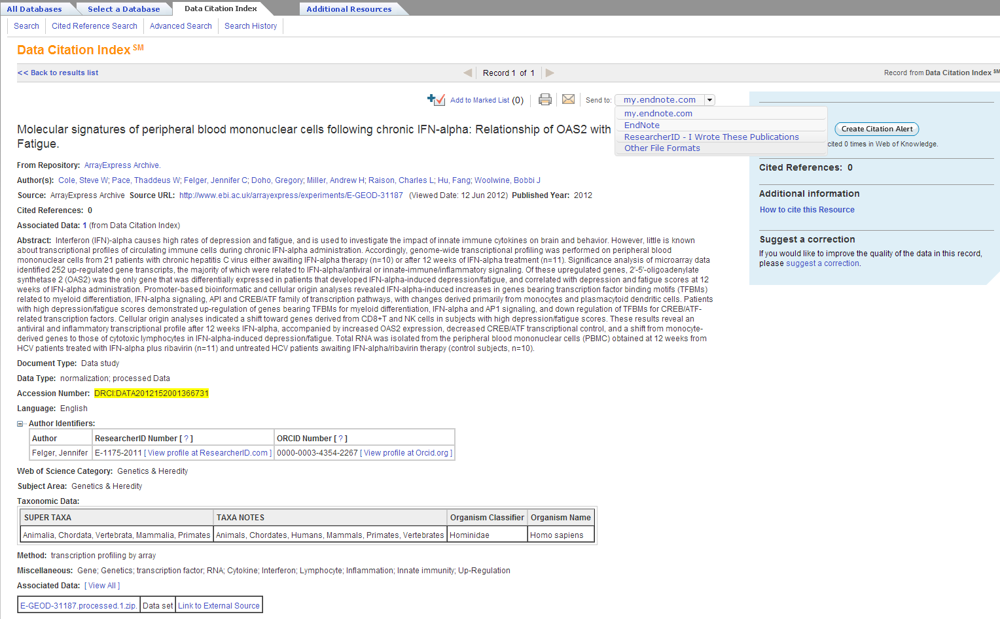 All Databases Select a Database Data Citation Index Additional Resources
Search Cited Reference Search Advanced Search Search History
Data Citation Index SM
<< Back to results list Record 1 of 1 Record from Data Citation Index SM
Add to Marked List (0) Send to: my.endnote.com
my.endnote.com
EndNote
ResearcherID - I Wrote These Publications
Other File Formats
Create Citation Alert
cited 0 times in Web of Knowledge.
Cited References: 0
Additional information
How to cite this Resource
Suggest a correction
If you would like to improve the quality of the data in this record,
please suggest a correction.
Molecular signatures of peripheral blood mononuclear cells following chronic IFN-alpha: Relationship of OAS2 with
Fatigue.
From Repository: ArrayExpress Archive.
Author(s): Cole, Steve W; Pace, Thaddeus W; Felger, Jennifer C; Doho, Gregory; Miller, Andrew H; Raison, Charles L; Hu, Fang; Woolwine, Bobbi J
Source: ArrayExpress Archive Source URL: http://www.ebi.ac.uk/arrayexpress/experiments/E-GEOD-31187 (Viewed Date: 12 Jun 2012) Published Year: 2012
Cited References: 0
Associated Data: 1 (from Data Citation Index)
Abstract: Interferon (IFN)-alpha causes high rates of depression and fatigue, and is used to investigate the impact of innate immune cytokines on brain and behavior. However, little is known
about transcriptional profiles of circulating immune cells during chronic IFN-alpha administration. Accordingly, genome-wide transcriptional profiling was performed on peripheral blood
mononuclear cells from 21 patients with chronic hepatitis C virus either awaiting IFN-alpha therapy (n=10) or after 12 weeks of IFN-alpha treatment (n=11). Significance analysis of microarray data
identified 252 up-regulated gene transcripts, the majority of which were related to IFN-alpha/antiviral or innate-immune/inflammatory signaling. Of these upregulated genes, 2'-5'-oligoadenylate
synthetase 2 (OAS2) was the only gene that was differentially expressed in patients that developed IFN-alpha-induced depression/fatigue, and correlated with depression and fatigue scores at 12
weeks of IFN-alpha administration. Promoter-based bioinformatic and cellular origin analyses revealed IFN-alpha-induced increases in genes bearing transcription factor binding motifs (TFBMs)
related to myeloid differentiation, IFN-alpha signaling, API and CREB/ATF family of transcription pathways, with changes derived primarily from monocytes and plasmacytoid dendritic cells. Patients
with high depression/fatigue scores demonstrated up-regulation of genes bearing TFBMs for myeloid differentiation, IFN-alpha and AP1 signaling, and down regulation of TFBMs for CREB/ATF-
related transcription factors. Cellular origin analyses indicated a shift toward genes derived from CD8+T and NK cells in subjects with high depression/fatigue scores. These results reveal an
antiviral and inflammatory transcriptional profile after 12 weeks IFN-alpha, accompanied by increased OAS2 expression, decreased CREB/ATF transcriptional control, and a shift from monocyte-
derived genes to those of cytotoxic lymphocytes in IFN-alpha-induced depression/fatigue. Total RNA was isolated from the peripheral blood mononuclear cells (PBMC) obtained at 12 weeks from
HCV patients treated with IFN-alpha plus ribavirin (n=11) and untreated HCV patients awaiting IFN-alpha/ribavirin therapy (control subjects, n=10).
Document Type: Data study
Data Type: normalization; processed Data
Accession Number: DRCI:DATA2012152001366731
Language: English
Author Identifiers:
Author ResearcherID Number [ ? ] ORCID Number [ ? ]
Felger, Jennifer E-1175-2011 [ View profile at ResearcherID.com ] 0000-0003-4354-2267 [ View profile at Orcid.org ]
Web of Science Category: Genetics & Heredity
Subject Area: Genetics & Heredity
Taxonomic Data:
SUPER TAXA TAXA NOTES Organism Classifier Organism Name
Animalia, Chordata, Vertebrata, Mammalia, Primates Animals, Chordates, Humans, Mammals, Primates, Vertebrates Hominidae Homo sapiens
Method: transcription profiling by array
Miscellaneous: Gene; Genetics; transcription factor; RNA; Cytokine; Interferon; Lymphocyte; Inflammation; Innate immunity; Up-Regulation
Associated Data: [ View All ]
E-GEOD-31187.processed.1.zip. Data set Link to External Source